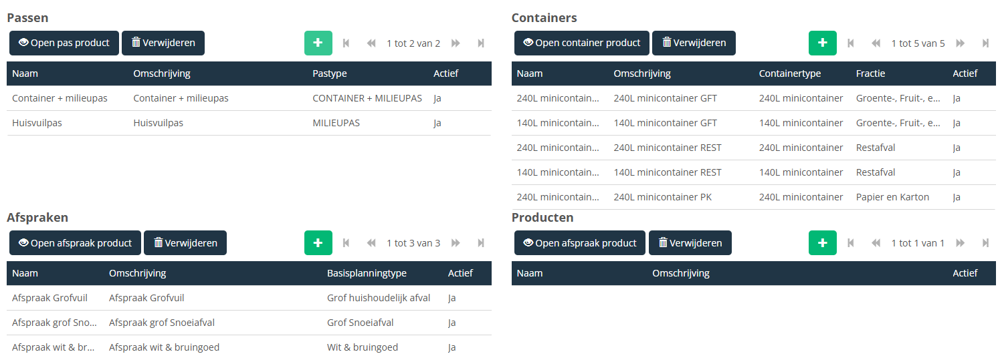 Passen
Open pas product Verwijderen 1 tot 2 van 2
Naam Omschrijving Pastype Actief
Container + milieupas Container + milieupas CONTAINER + MILIEUPAS Ja
Huisvuilpas Huisvuilpas MILIEUPAS Ja
Containers
Open container product Verwijderen 1 tot 5 van 5
Naam Omschrijving Containertype Fractie Actief
240L minicontain... 240L minicontainer GFT 240L minicontainer Groente-, Fruit-, e... Ja
140L minicontain... 140L minicontainer GFT 140L minicontainer Groente-, Fruit-, e... Ja
240L minicontain... 240L minicontainer REST 240L minicontainer Restafval Ja
140L minicontain... 140L minicontainer REST 140L minicontainer Restafval Ja
240L minicontain... 240L minicontainer PK 240L minicontainer Papier en Karton Ja
Afspraken
Open afspraak product Verwijderen 1 tot 3 van 3
Naam Omschrijving Basisplanningtype Actief
Afspraak Grofvuil Afspraak Grofvuil Grof huishoudelijk afval Ja
Afspraak grof Sno... Afspraak grof Snoeiafval Grof Snoeiafval Ja
Afspraak wit & br... Afspraak wit & bruingoed Wit & bruingoed Ja
Producten
Open afspraak product Verwijderen 1 tot 1 van 1
Naam Omschrijving Actief